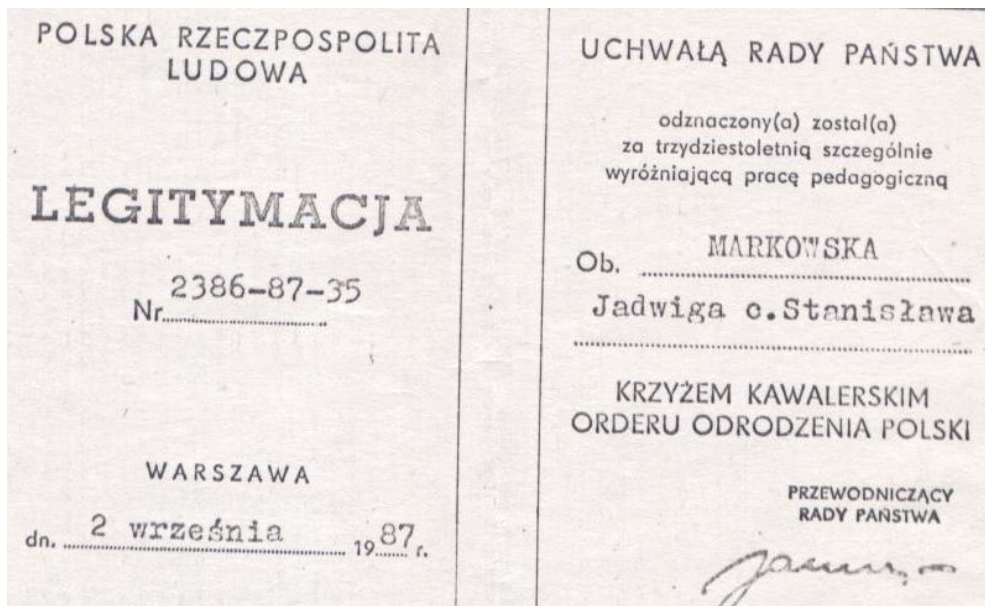 POLSKA RZECZPOSPOLITA
LUDOWA
LEGITYMACJA
Nr 2386-87-35
WARSZAWA
dn. 2 września 1987 r.
UCHWAŁĄ RADY PAŃSTWA
odznaczony(a) został(a)
za trzydziestoletnią szczególnie
wyróżniającą pracę pedagogiczną
Ob. MARKOWSKA
Jadwiga c.Stanisława
KRZYŻEM KAWALERSKIM
ORDERU ODRODZENIA POLSKI
PRZEWODNICZĄCY
RADY PAŃSTWA